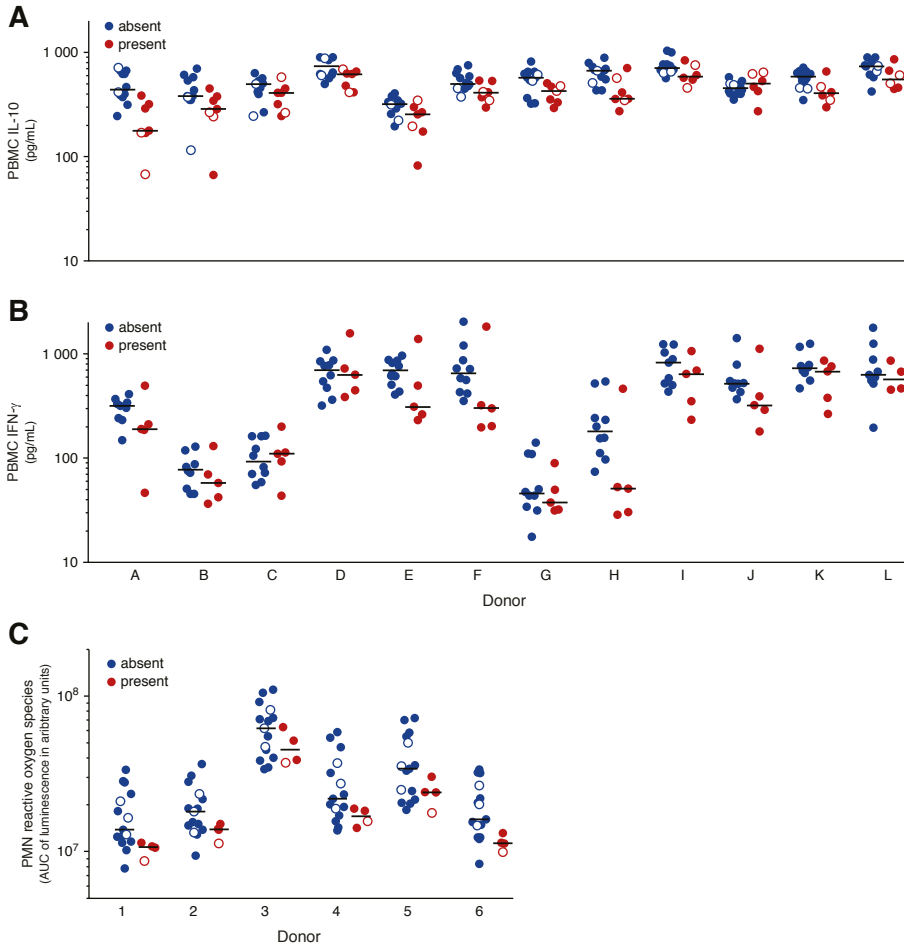 A
absent
present
1 000
100
10
PBMC IL-10
(pg/mL)
B
absent
present
1 000
100
10
PBMC IFN-γ
(pg/mL)
A B C D E F G H I J K L
Donor
C
absent
present
10⁸
10⁷
PMN reactive oxygen species
(AUC of luminescence in aribtrary units)
1 2 3 4 5 6
Donor